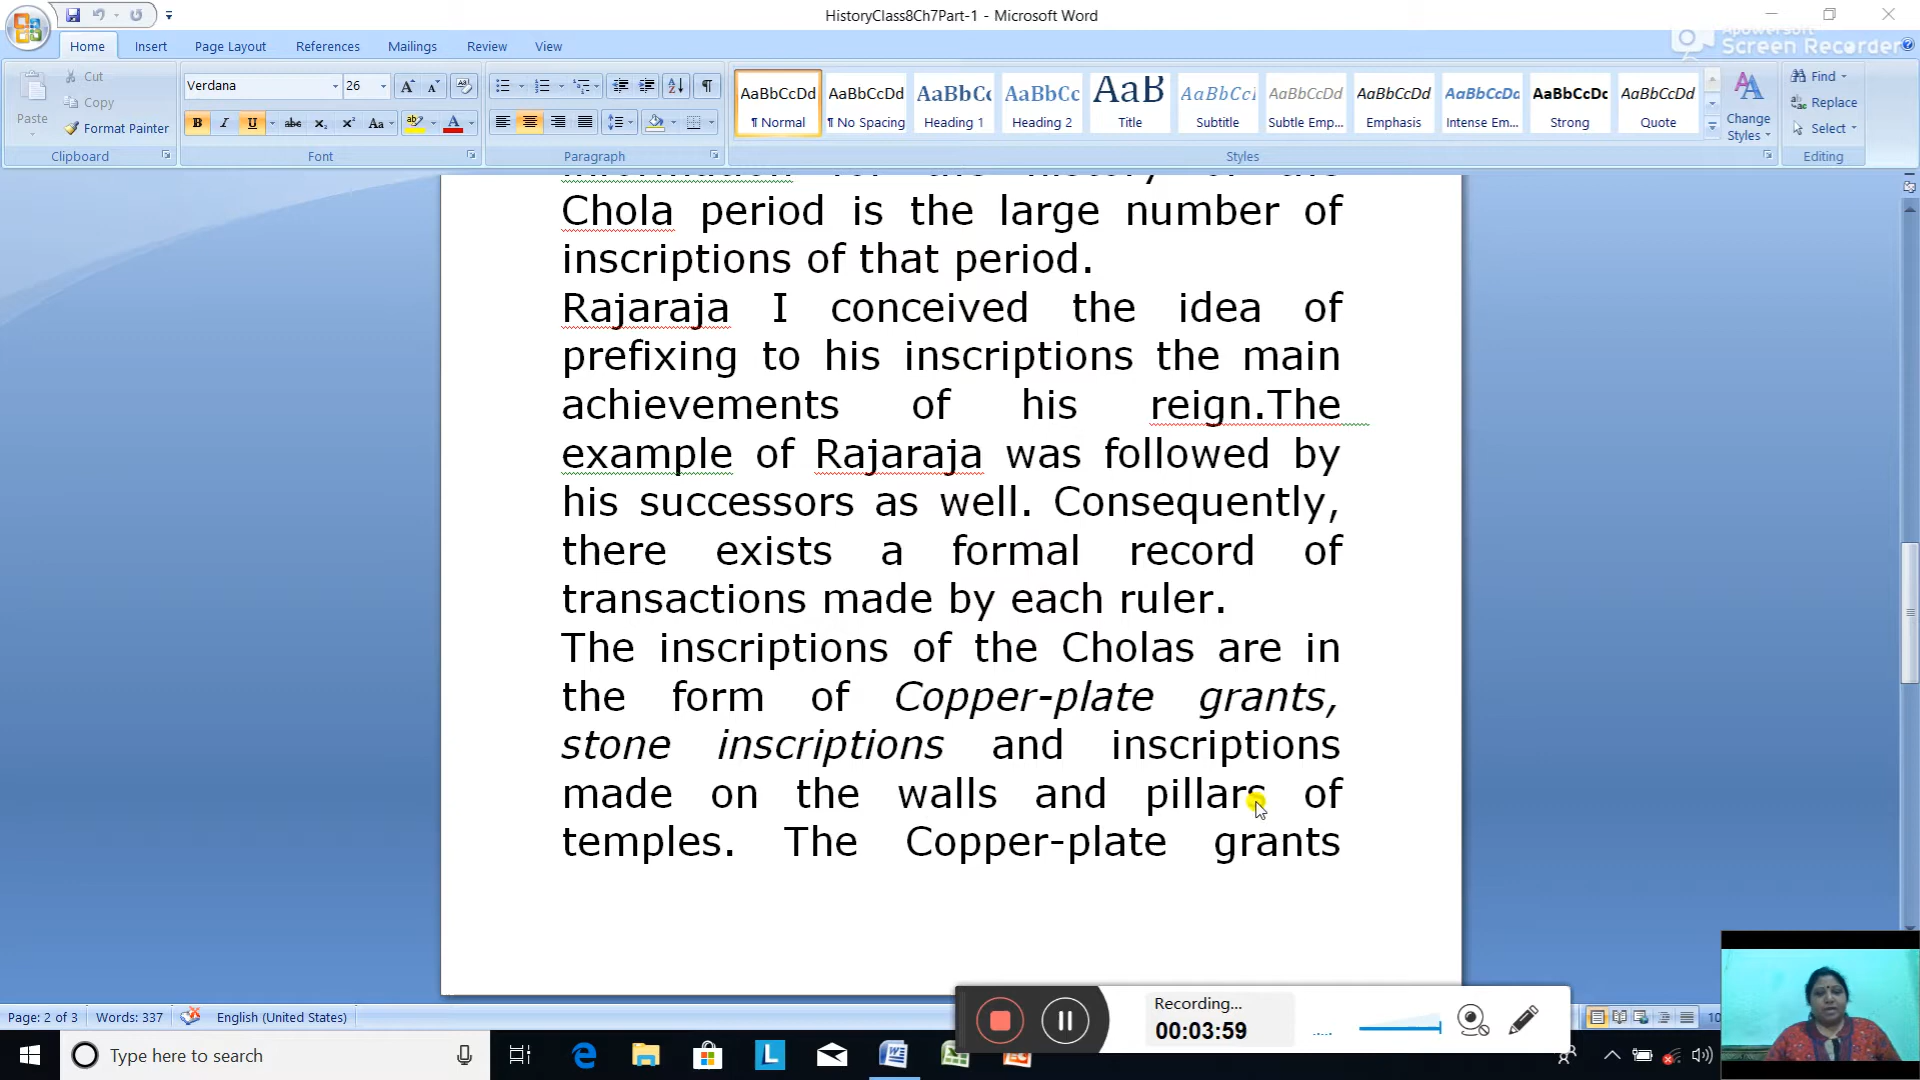 HistoryClass8Ch7Part-1 - Microsoft Word
Apowersoft
Screen Recorder
Home Insert Page Layout References Mailings Review View
Paste
Cut
Copy
Format Painter
Clipboard
Verdana 26
Font
Paragraph
AaBbCcDd AaBbCcDd AaBbCc AaBbCc AaB AaBbCcI AaBbCcDd AaBbCcDd AaBbCcDd AaBbCcDc AaBbCcDd
¶ Normal ¶ No Spacing Heading 1 Heading 2 Title Subtitle Subtle Emp... Emphasis Intense Em... Strong Quote
Change
Styles
Styles
Find
Replace
Select
Editing
Chola period is the large number of
inscriptions of that period.
Rajaraja I conceived the idea of
prefixing to his inscriptions the main
achievements of his reign.The
example of Rajaraja was followed by
his successors as well. Consequently,
there exists a formal record of
transactions made by each ruler.
The inscriptions of the Cholas are in
the form of Copper-plate grants,
stone inscriptions and inscriptions
made on the walls and pillars of
temples. The Copper-plate grants
Recording...
00:03:59
Page: 2 of 3 Words: 337 English (United States)
Type here to search